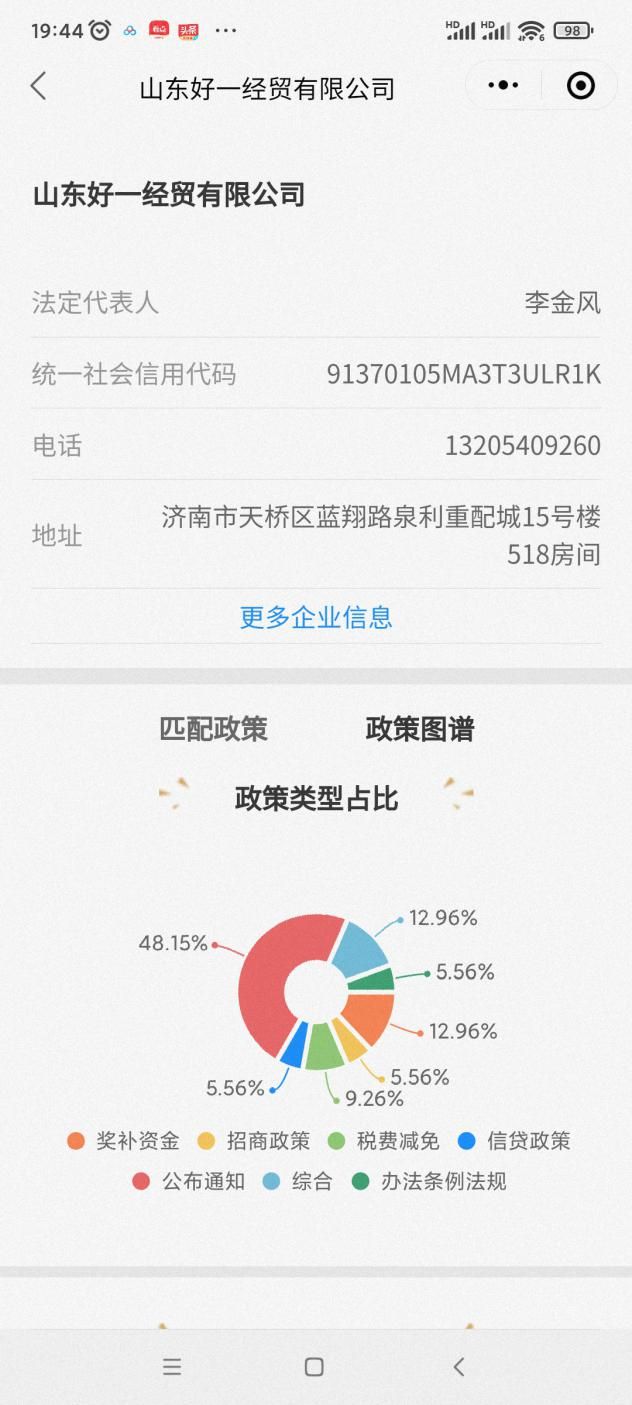 19:44
HD HD 6 98
山东好一经贸有限公司
山东好一经贸有限公司
法定代表人 李金风
统一社会信用代码 91370105MA3T3ULR1K
电话 13205409260
地址 济南市天桥区蓝翔路泉利重配城15号楼
518房间
更多企业信息
匹配政策 政策图谱
政策类型占比
12.96%
48.15%
5.56%
12.96%
5.56%
5.56%
9.26%
奖补资金 招商政策 税费减免 信贷政策
公布通知 综合 办法条例法规